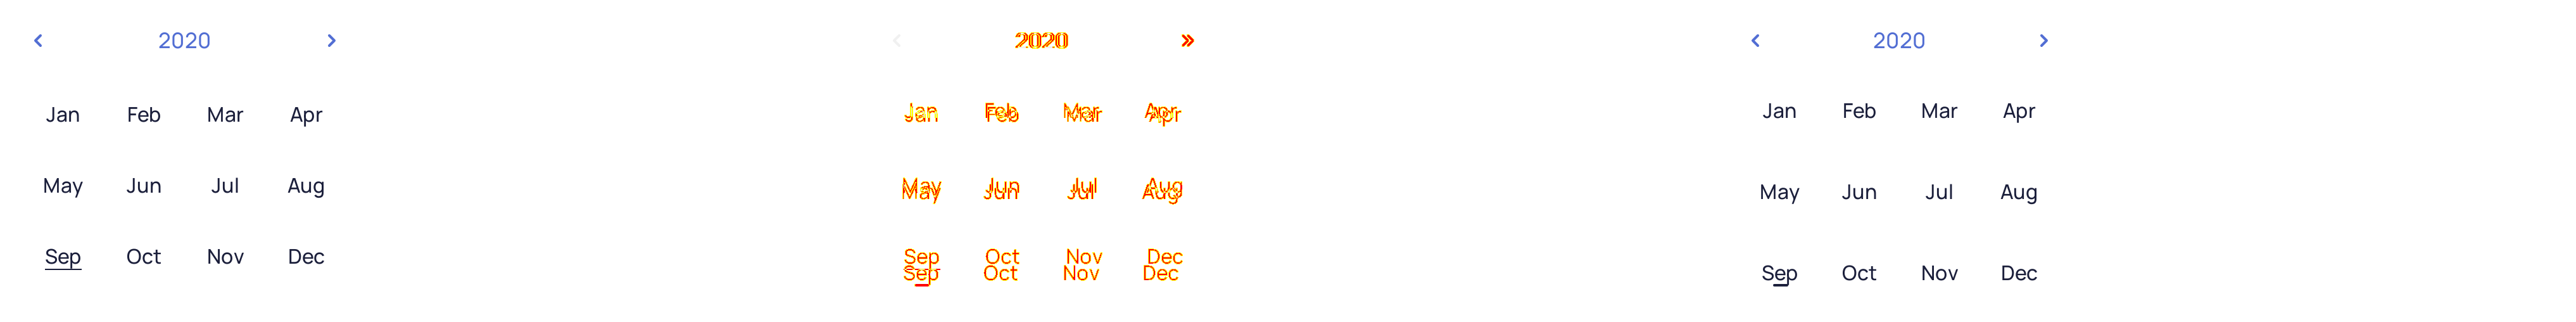 2020 2020 2020
Jan Feb Mar Apr Jan Feb Mar Apr Jan Feb Mar Apr
May Jun Jul Aug May Jun Jul Aug May Jun Jul Aug
Sep Oct Nov Dec Sep Oct Nov Dec
Sep Oct Nov Dec Sep Oct Nov Dec